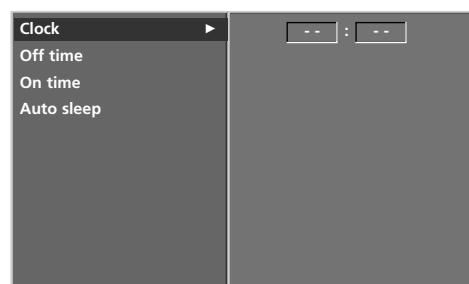 Clock ► -- : --
Off time
On time
Auto sleep